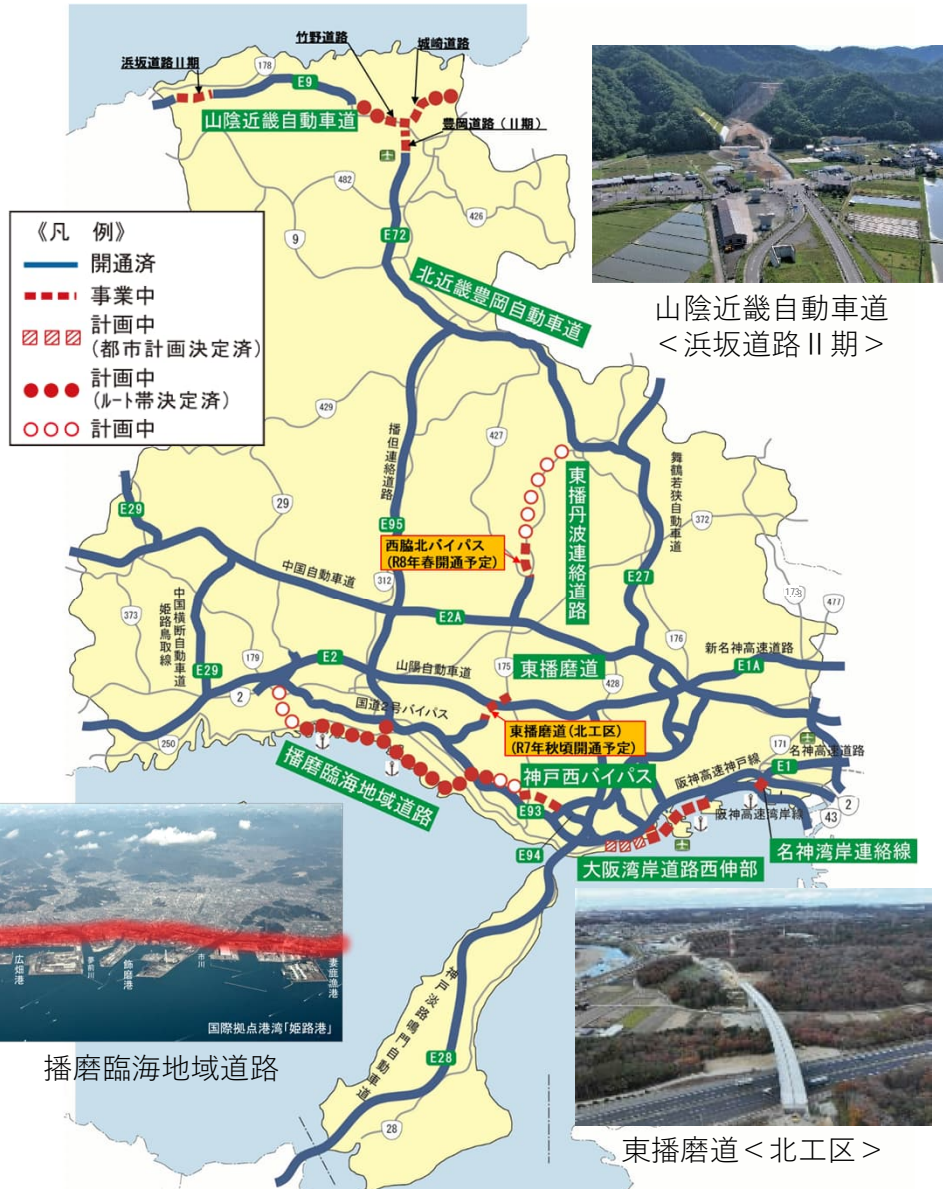 竹野道路
城崎道路
浜坂道路Ⅱ期
178
E9
山陰近畿自動車道
豊岡道路(Ⅱ期)
482
426
9
E72
北近畿豊岡自動車道
《凡 例》
開通済
事業中
計画中
(都市計画決定済)
計画中
(ルート帯決定済)
計画中
山陰近畿自動車道
<浜坂道路Ⅱ期>
429
427
播但連絡道路
東播丹波連絡道路
舞鶴若狭自動車道
29
E29
E95
372
西脇北バイパス
(R8年春開通予定)
312
中国自動車道
E27
E2A
173
477
373
中国横断自動車道
姫路鳥取線
179
176
新名神高速道路
E1A
E29
E2
山陽自動車道
175
東播磨道
428
2
国道2号バイパス
250
東播磨道(北工区)
(R7年秋頃開通予定)
171
名神高速道路
E1
播磨臨海地域道路
神戸西バイパス
阪神高速神戸線
E93
阪神高速湾岸線
2
43
E94
大阪湾岸道路西伸部
名神湾岸連絡線
広畑港
夢前川
飾磨港
市川
妻鹿漁港
国際拠点港湾「姫路港」
播磨臨海地域道路
神戸淡路鳴門自動車道
E28
28
東播磨道<北工区>